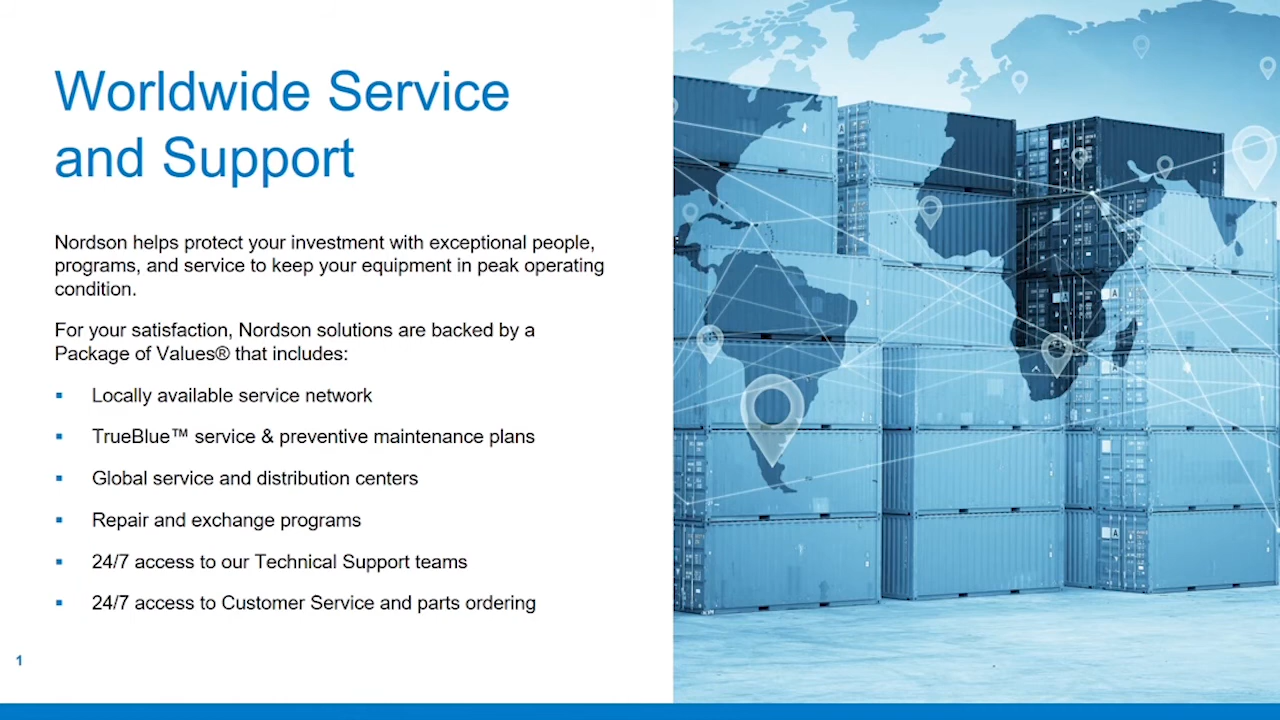 Worldwide Service
and Support
Nordson helps protect your investment with exceptional people,
programs, and service to keep your equipment in peak operating
condition.
For your satisfaction, Nordson solutions are backed by a
Package of Values® that includes:
▪ Locally available service network
▪ TrueBlue™ service & preventive maintenance plans
▪ Global service and distribution centers
▪ Repair and exchange programs
▪ 24/7 access to our Technical Support teams
▪ 24/7 access to Customer Service and parts ordering
1